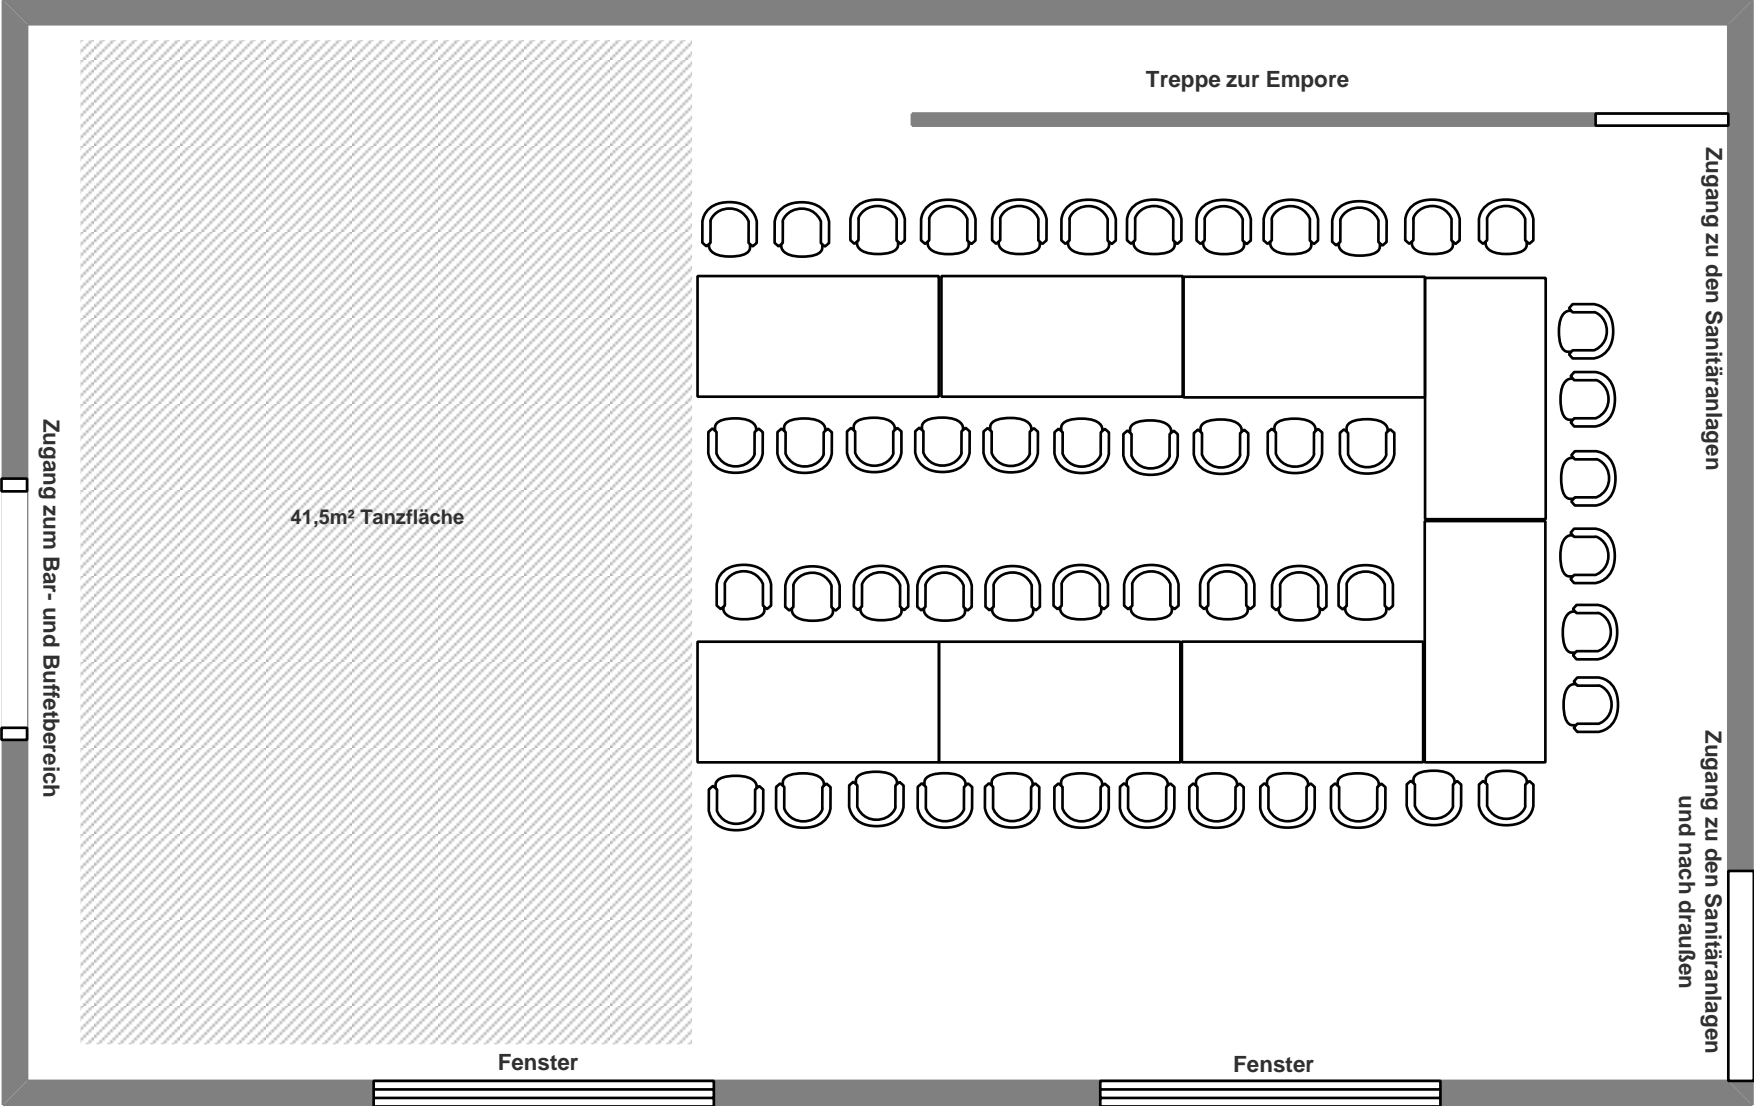 Treppe zur Empore
Zugang zu den Sanitäranlagen
Zugang zum Bar- und Buffetbereich
41,5m² Tanzfläche
Zugang zu den Sanitäranlagen
und nach draußen
Fenster
Fenster